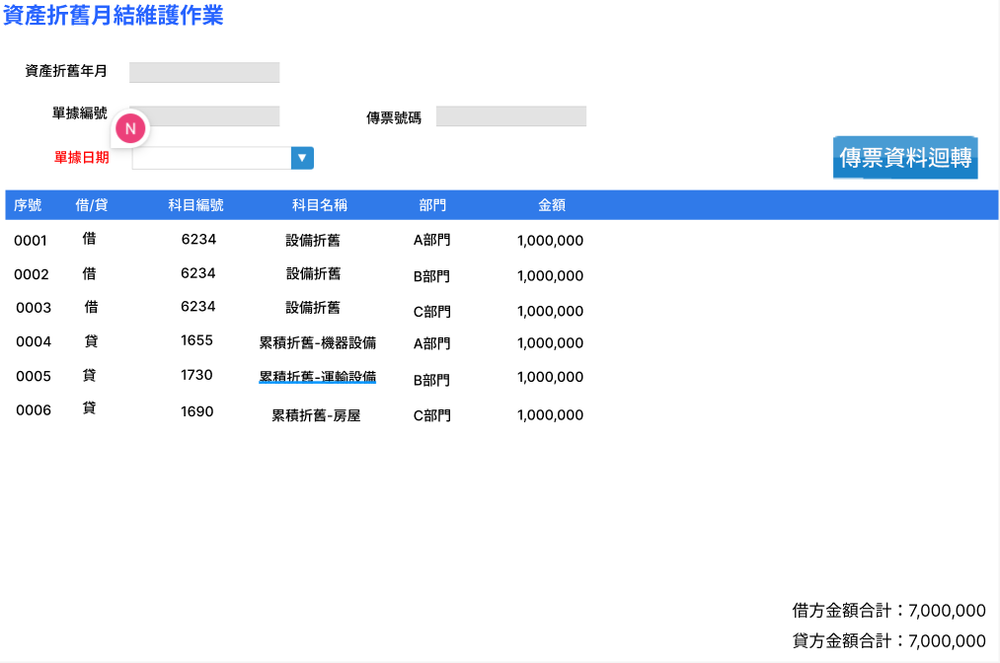 資產折舊月結維護作業
資產折舊年月
單據編號
傳票號碼
N
單據日期
傳票資料迴轉
序號 借/貸 科目編號 科目名稱 部門 金額
0001 借 6234 設備折舊 A部門 1,000,000
0002 借 6234 設備折舊 B部門 1,000,000
0003 借 6234 設備折舊 C部門 1,000,000
0004 貸 1655 累積折舊-機器設備 A部門 1,000,000
0005 貸 1730 累積折舊-運輸設備 B部門 1,000,000
0006 貸 1690 累積折舊-房屋 C部門 1,000,000
借方金額合計：7,000,000
貸方金額合計：7,000,000